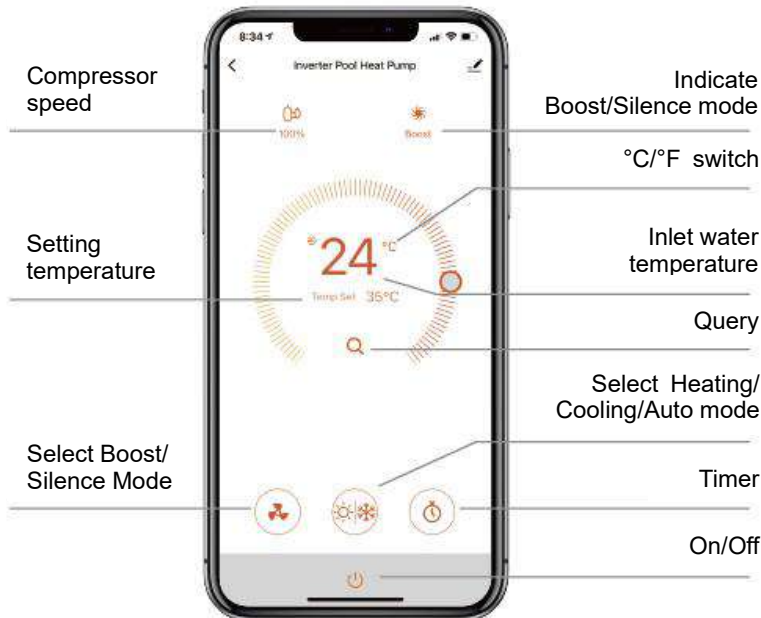 8:34
Inverter Pool Heat Pump
Compressor
speed
Indicate
Boost/Silence mode
100%
Boost
°C/°F switch
Setting
temperature
24 °C
Inlet water
temperature
Temp Set 35°C
Query
Select Heating/
Cooling/Auto mode
Select Boost/
Silence Mode
Timer
On/Off